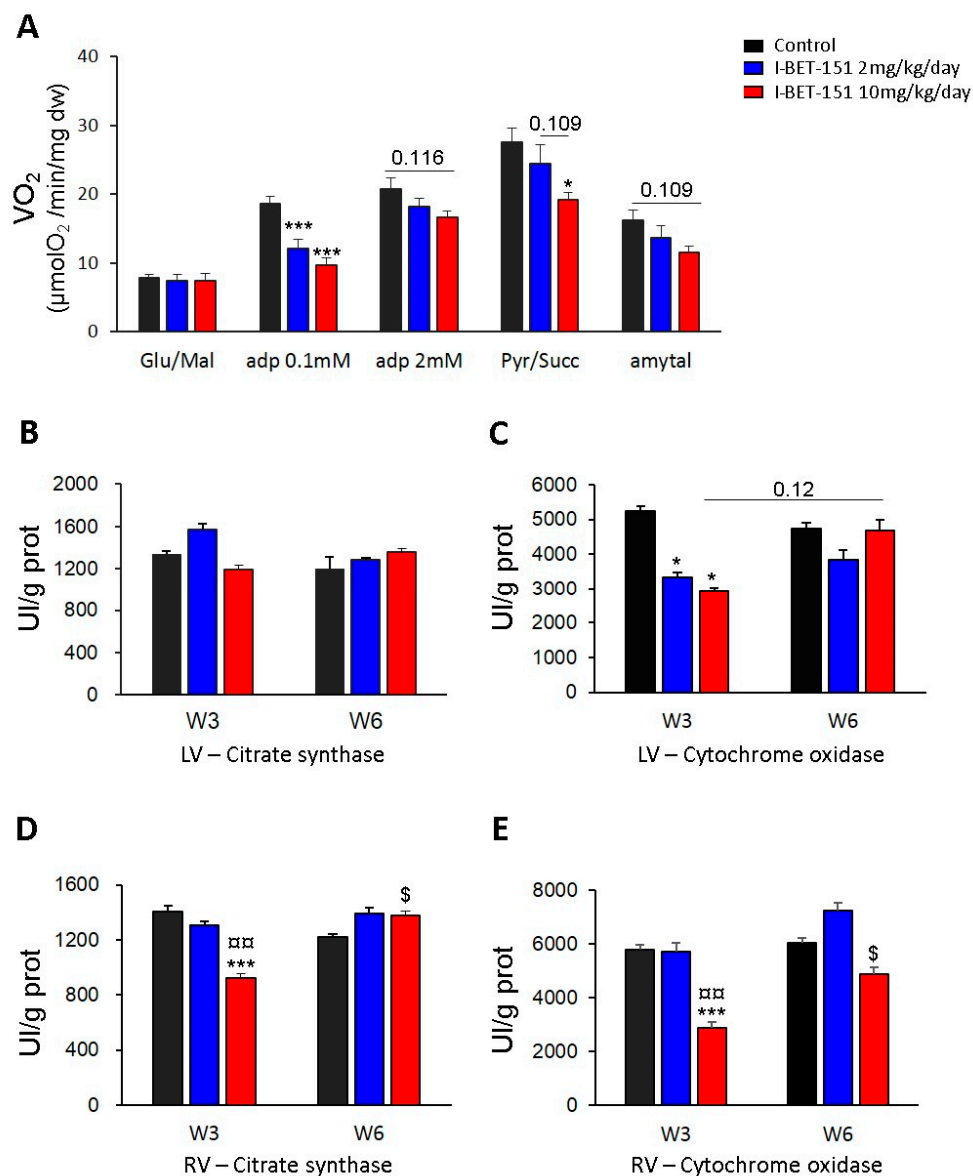 A
Control
I-BET-151 2mg/kg/day
I-BET-151 10mg/kg/day
VO2
(µmolO2 /min/mg dw)
40
30
20
10
0
***
***
0.116
0.109
*
0.109
Glu/Mal adp 0.1mM adp 2mM Pyr/Succ amytal
B
UI/g prot
2000
1600
1200
800
400
0
W3 W6
LV – Citrate synthase
C
UI/g prot
6000
5000
4000
3000
2000
1000
0
*
*
0.12
W3 W6
LV – Cytochrome oxidase
D
UI/g prot
1600
1200
800
400
0
¤¤
***
$
W3 W6
RV – Citrate synthase
E
UI/g prot
8000
6000
4000
2000
0
¤¤
***
$
W3 W6
RV – Cytochrome oxidase